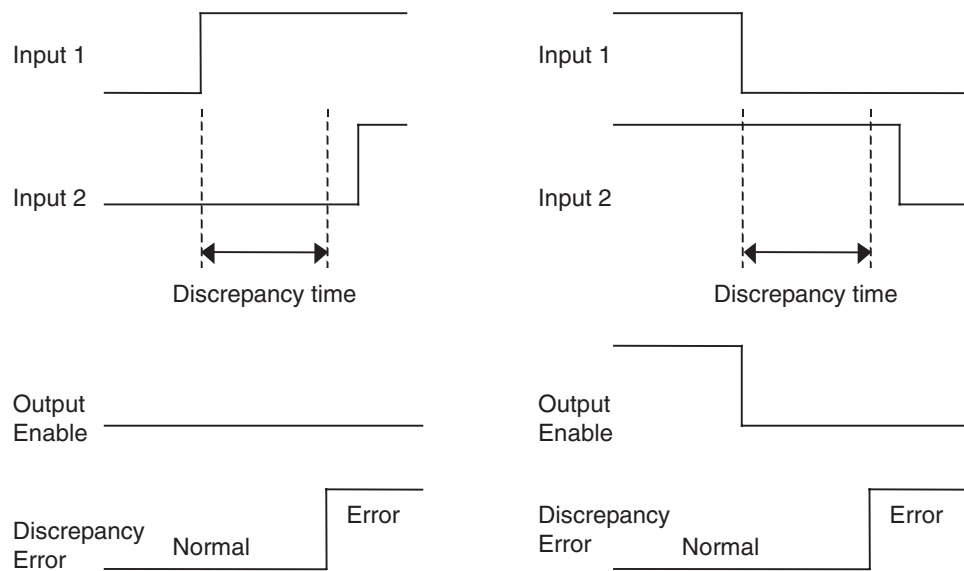 Input 1
Input 2
Discrepancy time
Output
Enable
Discrepancy
Error
Normal
Error
Input 1
Input 2
Discrepancy time
Output
Enable
Discrepancy
Error
Normal
Error